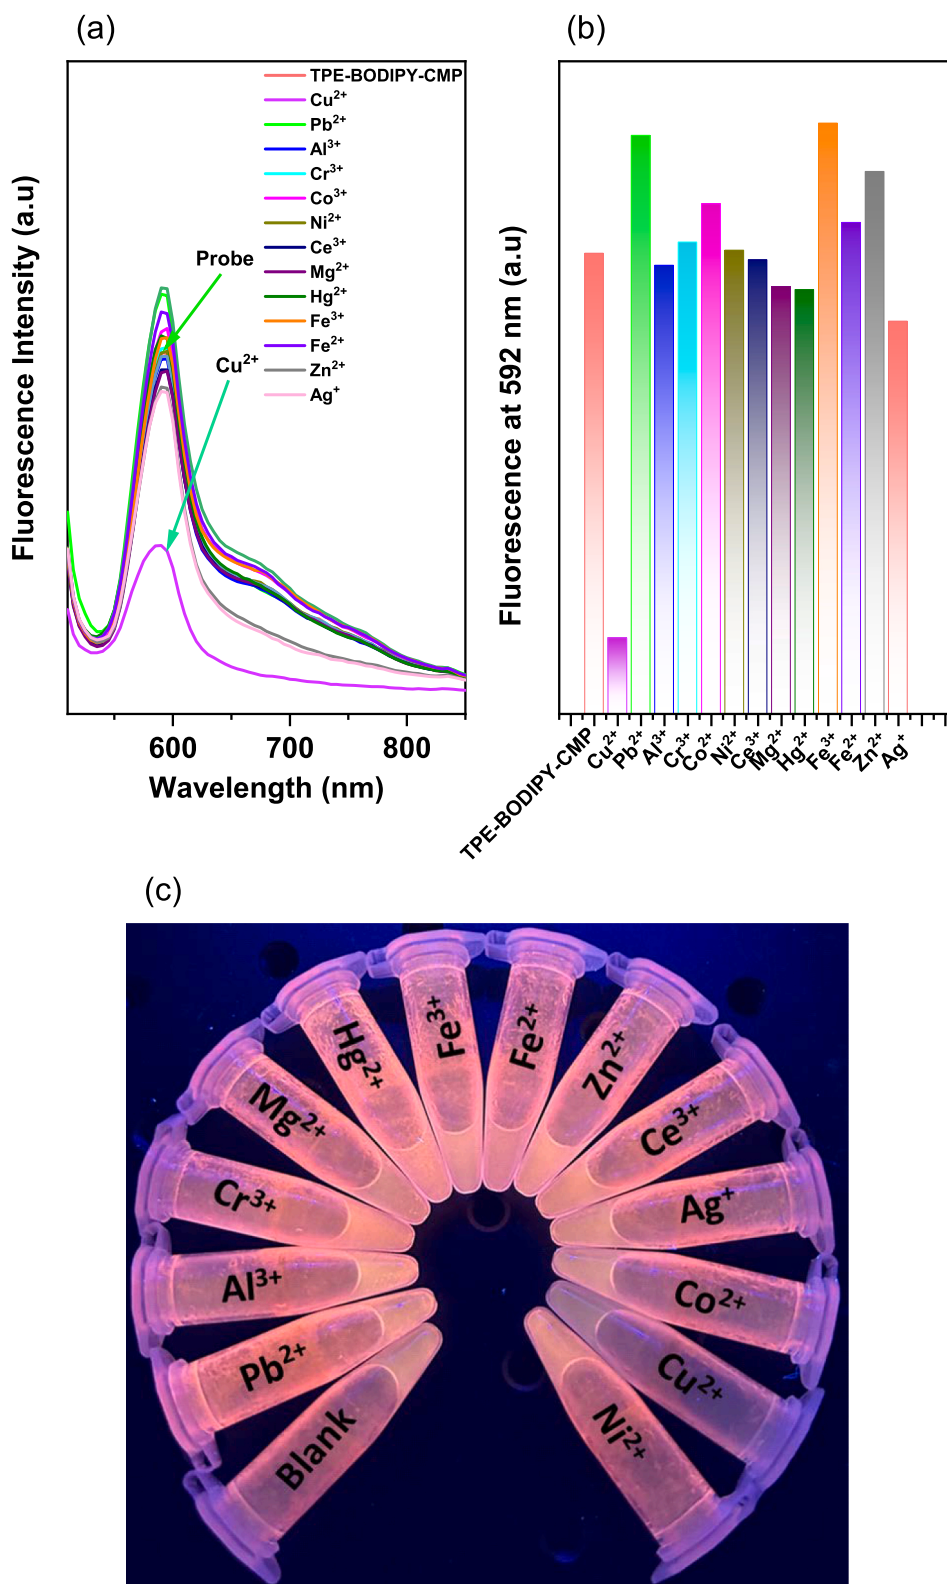 (a)
Fluorescence Intensity (a.u)
TPE-BODIPY-CMP
Cu²⁺
Pb²⁺
Al³⁺
Cr³⁺
Co³⁺
Ni²⁺
Ce³⁺
Mg²⁺
Hg²⁺
Fe³⁺
Fe²⁺
Zn²⁺
Ag⁺
Probe
Cu²⁺
600 700 800
Wavelength (nm)
(b)
Fluorescence at 592 nm (a.u)
TPE-BODIPY-CMP
Cu²⁺
Pb²⁺
Al³⁺
Cr³⁺
Co²⁺
Ni²⁺
Ce³⁺
Mg²⁺
Hg²⁺
Fe³⁺
Fe²⁺
Zn²⁺
Ag⁺
(c)
Blank
Pb²⁺
Al³⁺
Cr³⁺
Mg²⁺
Hg²⁺
Fe³⁺
Fe²⁺
Zn²⁺
Ce³⁺
Ag⁺
Co²⁺
Cu²⁺
Ni²⁺